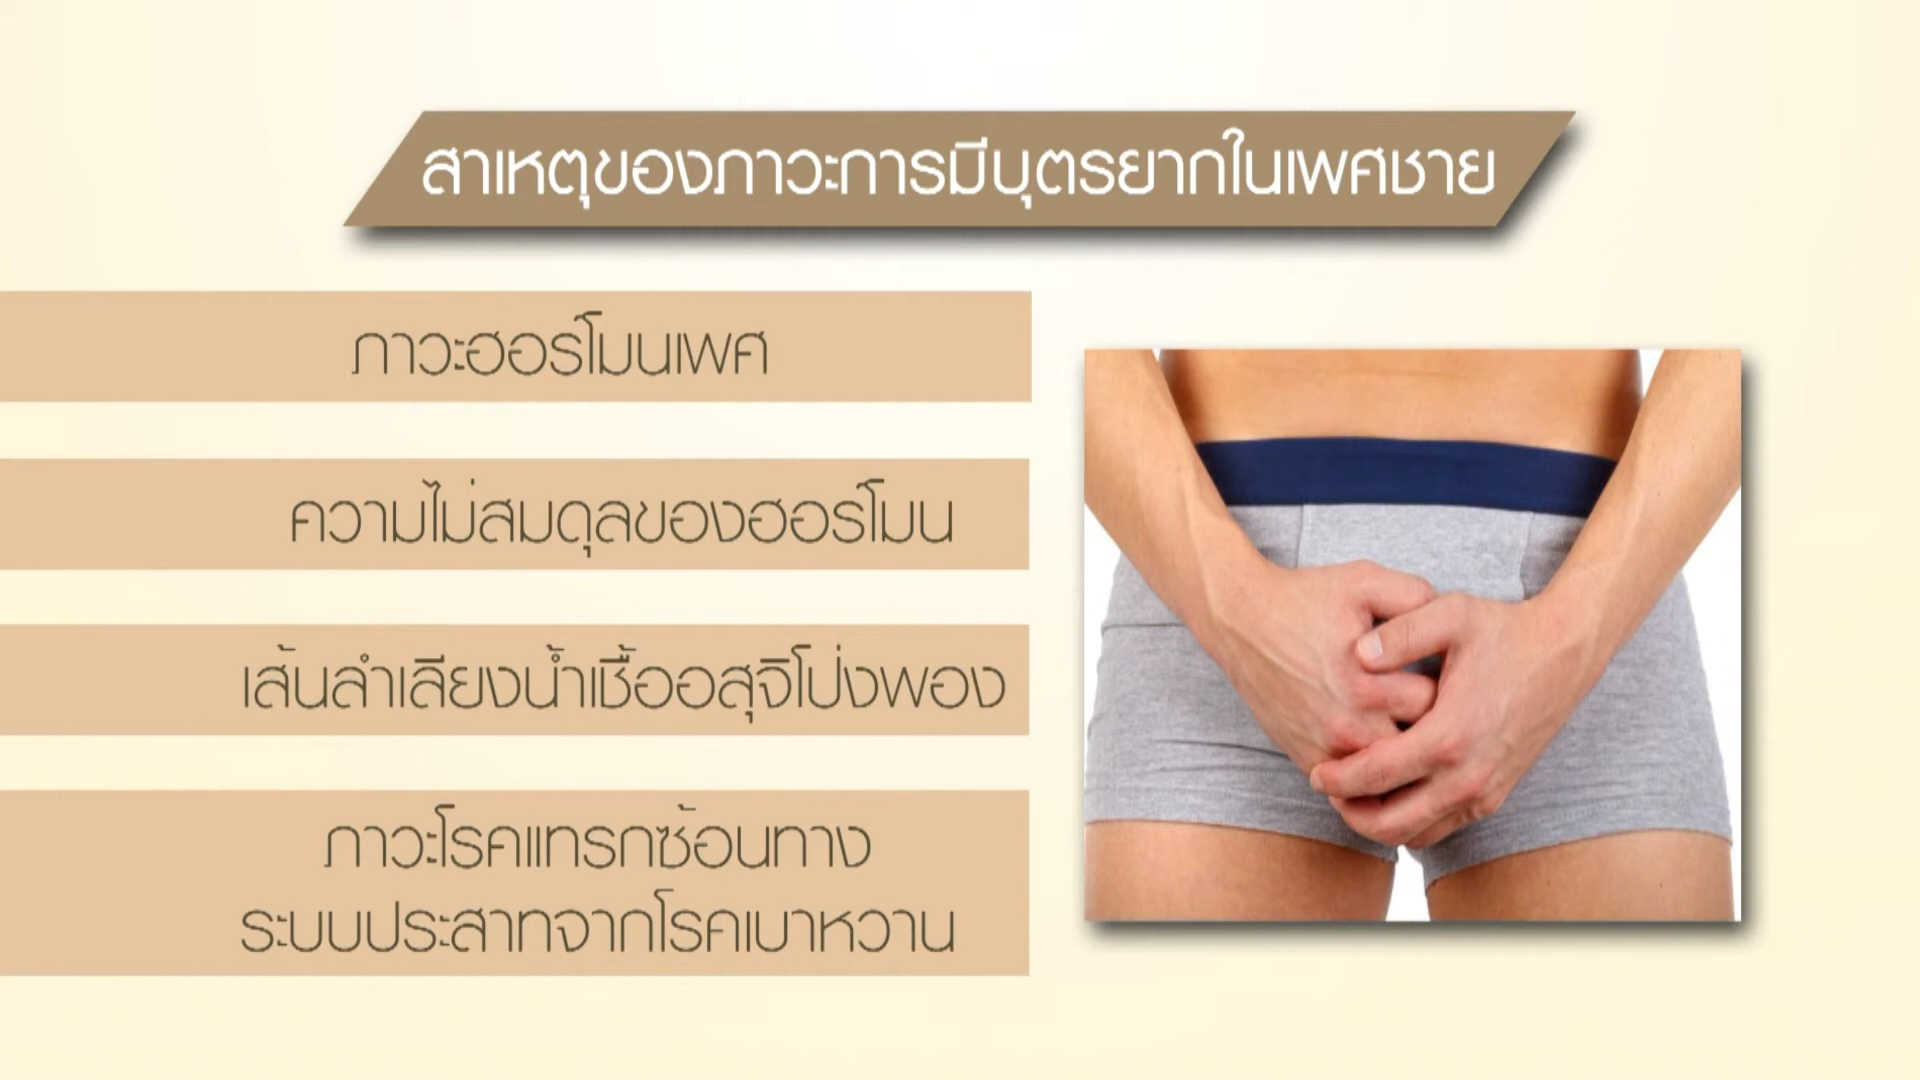 สาเหตุของภาวะการมีบุตรยากในเพศชาย
ภาวะฮอร์โมนเพศ
ความไม่สมดุลของฮอร์โมน
เส้นลำเลียงน้ำเชื้ออสุจิโป่งพอง
ภาวะโรคแทรกซ้อนทาง
ระบบประสาทจากโรคเบาหวาน